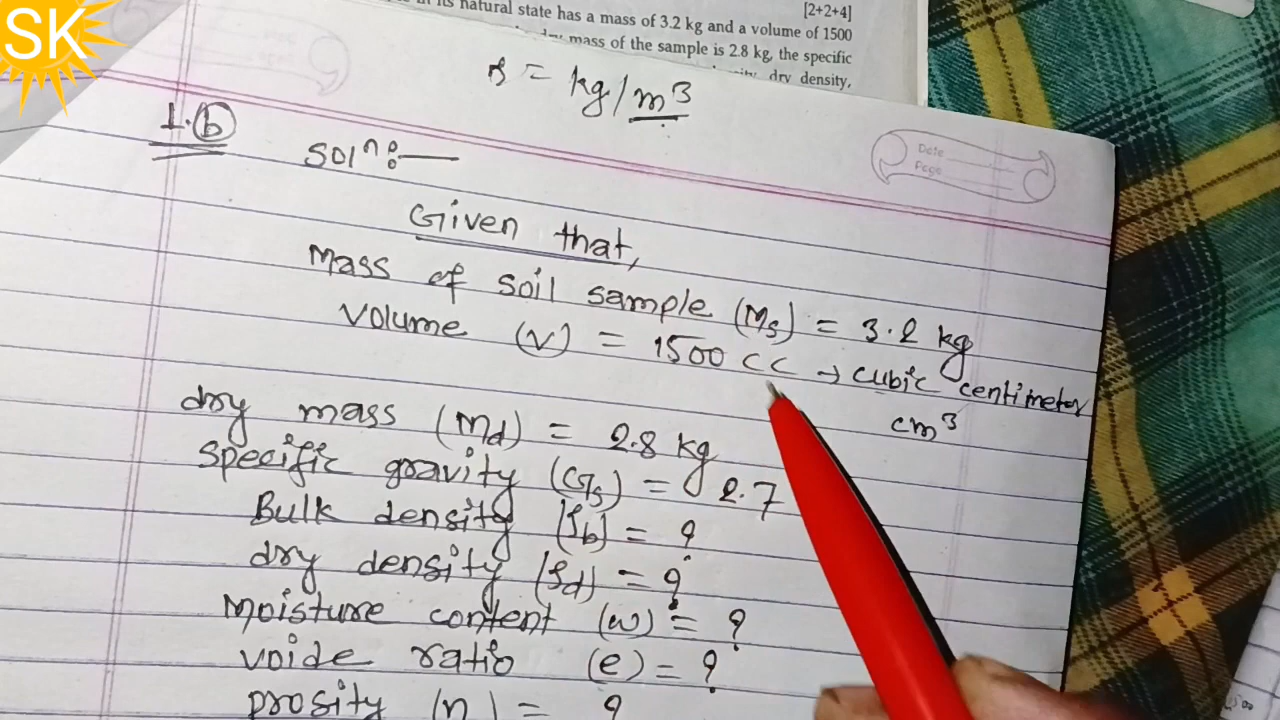 SK
[2+2+4]
its natural state has a mass of 3.2 kg and a volume of 1500
mass of the sample is 2.8 kg, the specific
dry density,
= kg/m³
1.(b)
Solⁿ:—
Date
Page
Given that,
Mass of soil sample (Ms) = 3.2 kg
Volume (V) = 1500 CC → cubic centimeter
cm³
dry mass (Md) = 2.8 kg
Specific gravity (Gs) = 2.7
Bulk density (ρb) = ?
dry density (ρd) = ?
Moisture content (w) = ?
voide ratio (e) = ?
prosity (n) = ?